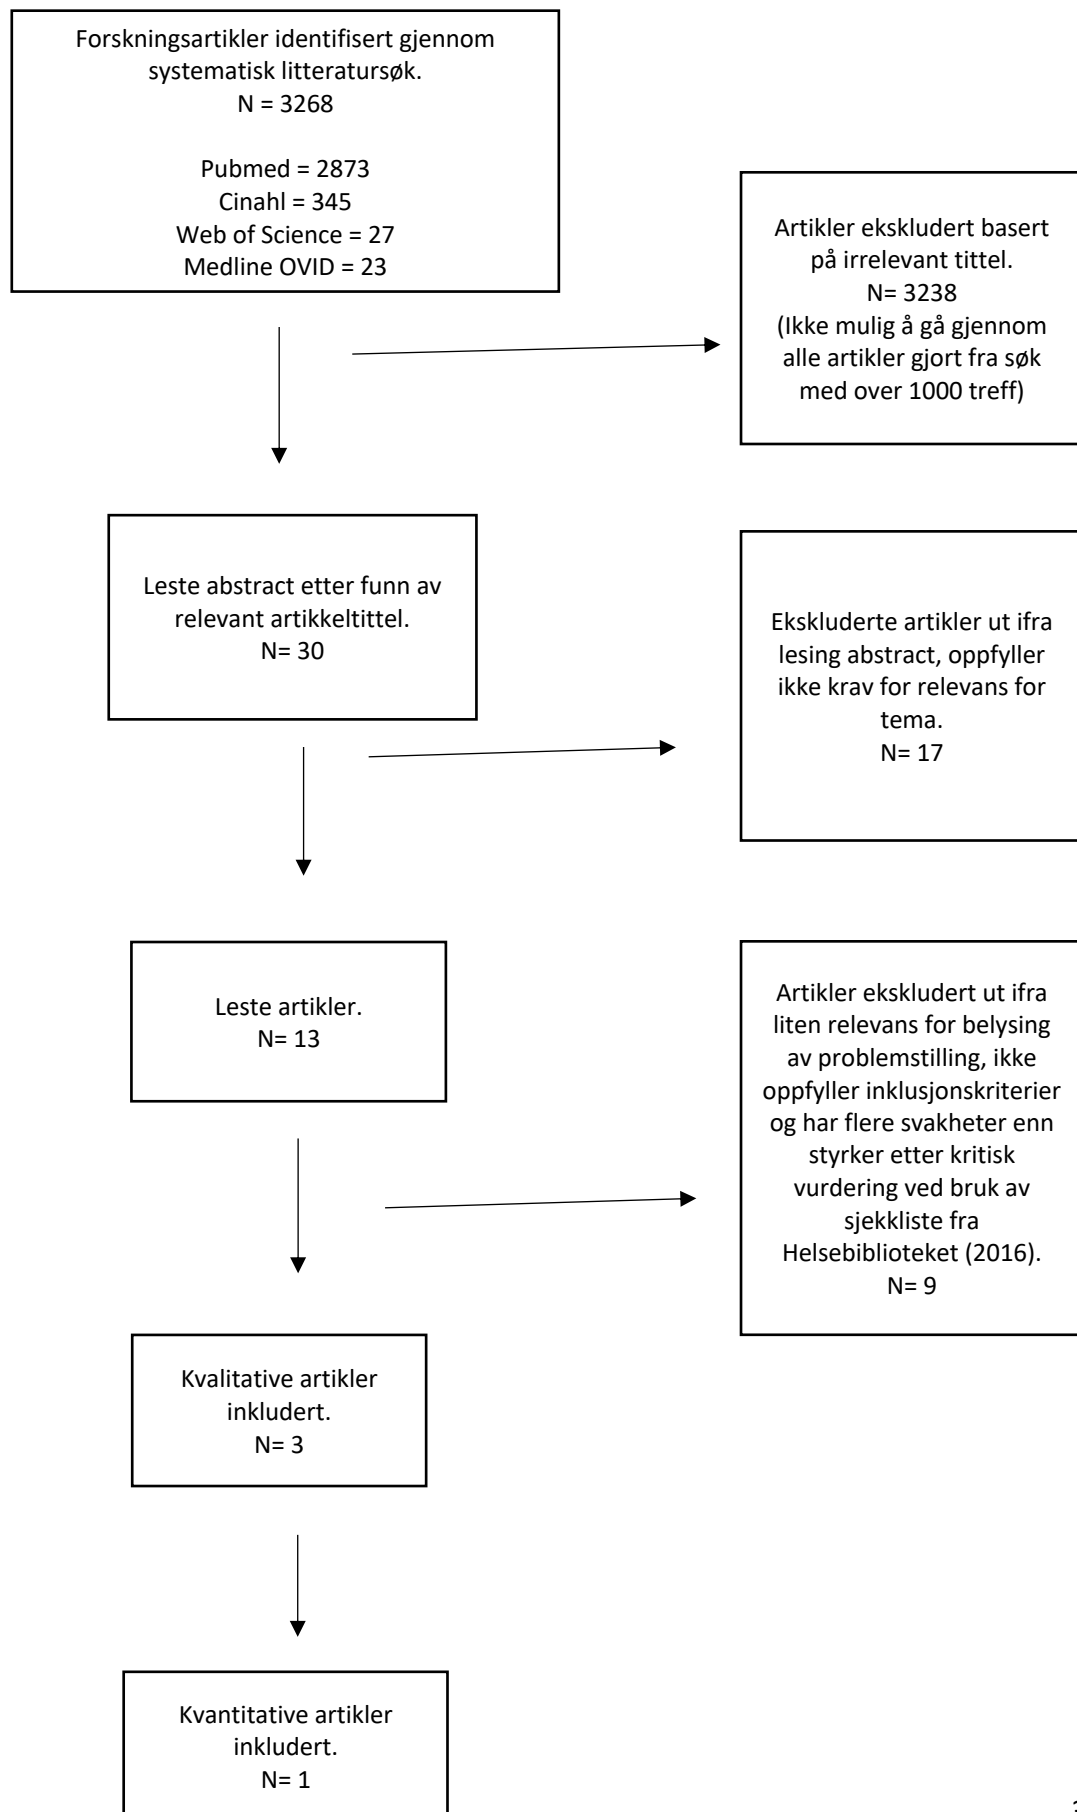 Forskningsartikler identifisert gjennom
systematisk litteratursøk.
N = 3268
Pubmed = 2873
Cinahl = 345
Web of Science = 27
Medline OVID = 23
Artikler ekskludert basert
på irrelevant tittel.
N= 3238
(Ikke mulig å gå gjennom
alle artikler gjort fra søk
med over 1000 treff)
Leste abstract etter funn av
relevant artikkeltittel.
N= 30
Ekskluderte artikler ut ifra
lesing abstract, oppfyller
ikke krav for relevans for
tema.
N= 17
Leste artikler.
N= 13
Artikler ekskludert ut ifra
liten relevans for belysing
av problemstilling, ikke
oppfyller inklusjonskriterier
og har flere svakheter enn
styrker etter kritisk
vurdering ved bruk av
sjekkliste fra
Helsebiblioteket (2016).
N= 9
Kvalitative artikler
inkludert.
N= 3
Kvantitative artikler
inkludert.
N= 1